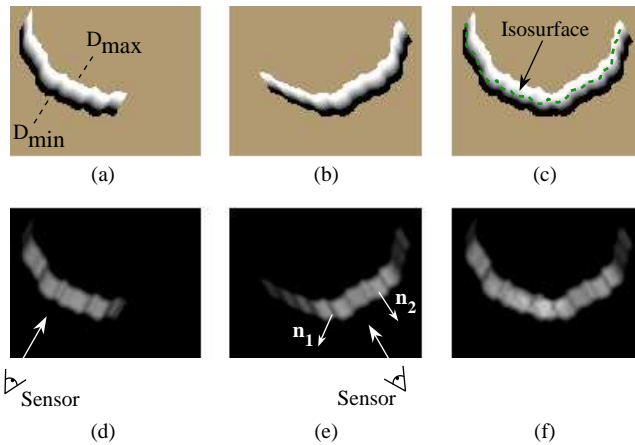 D_max
D_min
Isosurface
(a)
(b)
(c)
n_1
n_2
Sensor
Sensor
(d)
(e)
(f)